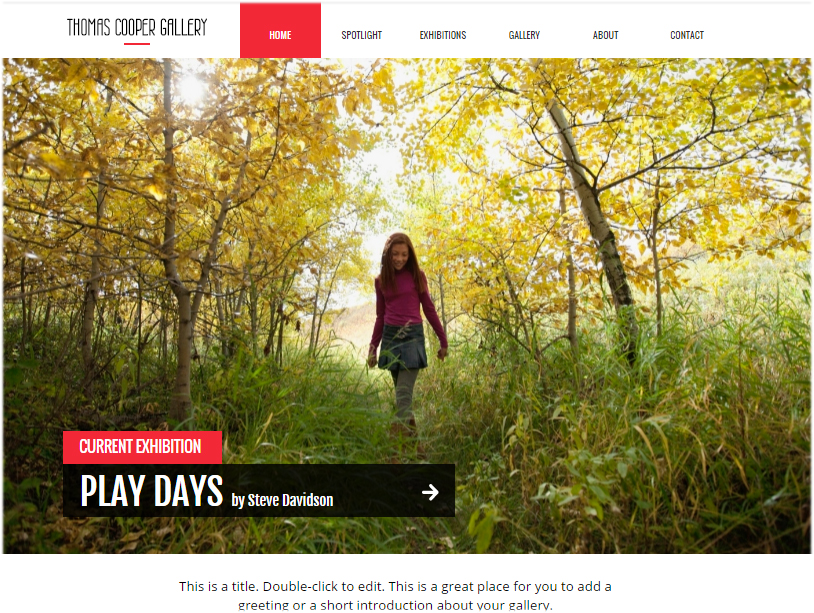 THOMAS COOPER GALLERY
HOME SPOTLIGHT EXHIBITIONS GALLERY ABOUT CONTACT
CURRENT EXHIBITION
PLAY DAYS by Steve Davidson
This is a title. Double-click to edit. This is a great place for you to add a
greeting or a short introduction about your gallery.